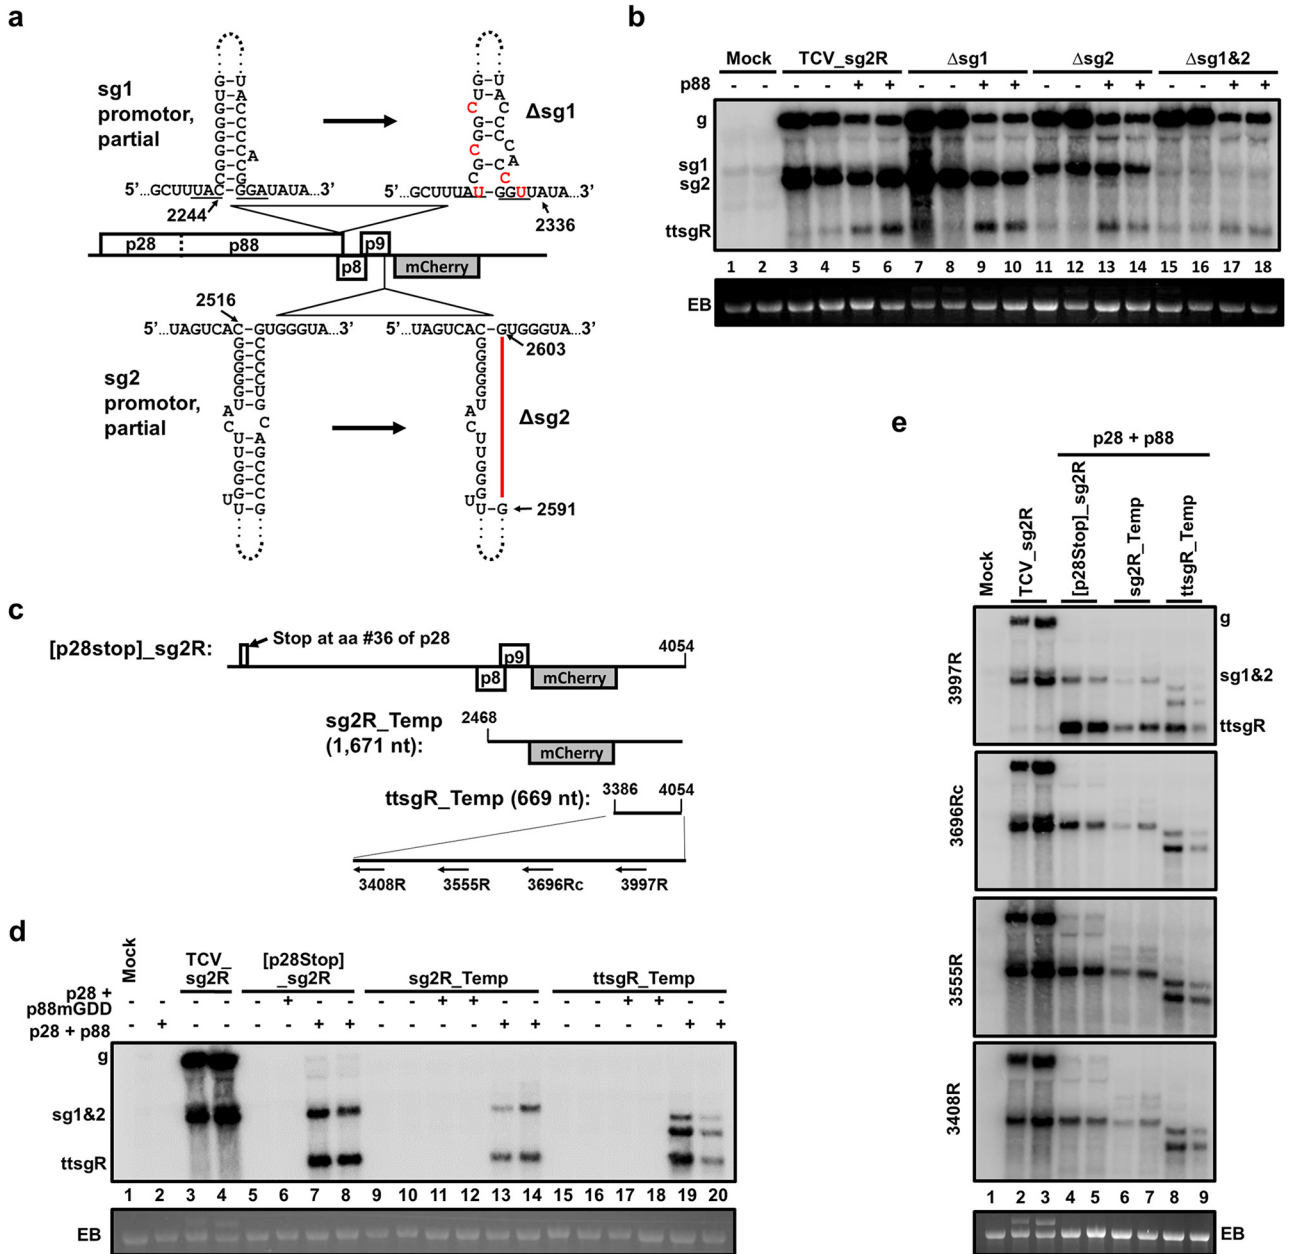 a
sg1
promotor,
partial
5’...GCUUUAC-GGAUAUA...3’
2244
Δsg1
5’...GCUUUAU-GGUUAUA...3’
2336
p28
p88
p9
p8
mCherry
2516
5’...UAGUCAC-GUGGGUA...3’
sg2
promotor,
partial
5’...UAGUCAC-GUGGGUA...3’
2603
Δsg2
2591
b
Mock TCV_sg2R Δsg1 Δsg2 Δsg1&2
p88 - - - - + + - - + + - - + + - - + +
g
sg1
sg2
ttsgR
1 2 3 4 5 6 7 8 9 10 11 12 13 14 15 16 17 18
EB
c
[p28stop]_sg2R:
Stop at aa #36 of p28
4054
p9
p8
mCherry
sg2R_Temp
(1,671 nt):
2468
mCherry
ttsgR_Temp (669 nt):
3386 4054
3408R 3555R 3696Rc 3997R
d
Mock
TCV_
sg2R
[p28Stop]
_sg2R
sg2R_Temp
ttsgR_Temp
p28 +
p88mGDD - - - - - + - - - - + + - - - - + + - -
p28 + p88 - + - - - - + + - - - - + + - - - - + +
g
sg1&2
ttsgR
1 2 3 4 5 6 7 8 9 10 11 12 13 14 15 16 17 18 19 20
EB
e
p28 + p88
Mock
TCV_sg2R
[p28Stop]_sg2R
sg2R_Temp
ttsgR_Temp
3997R
g
sg1&2
ttsgR
3696Rc
3555R
3408R
1 2 3 4 5 6 7 8 9
EB